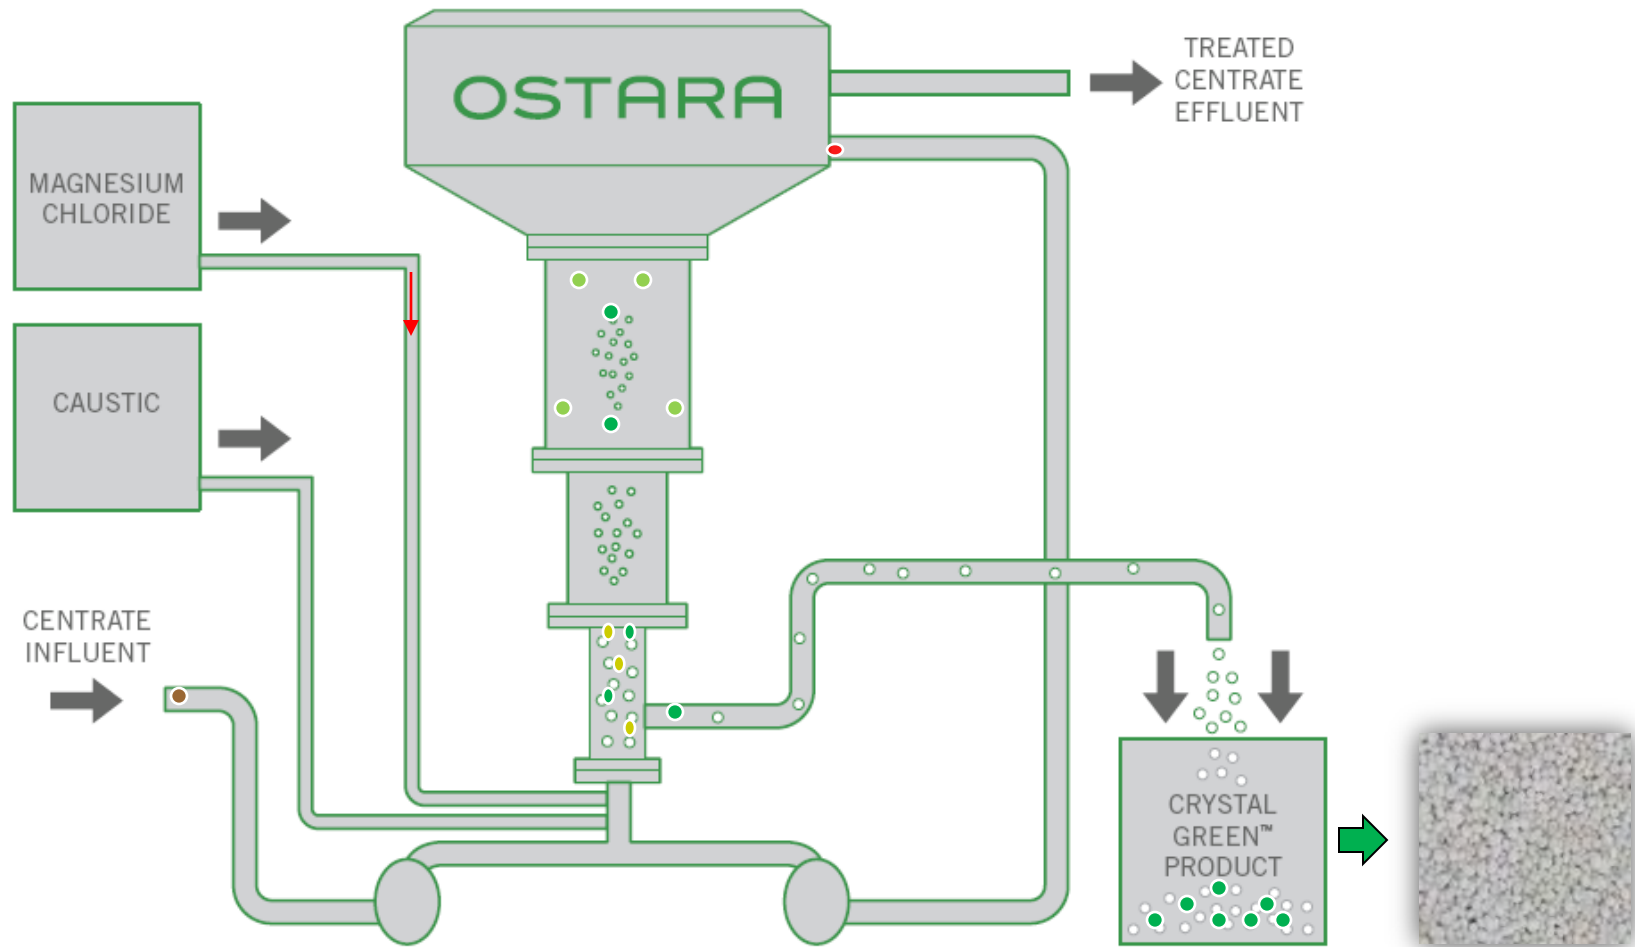 OSTARA
TREATED
CENTRATE
EFFLUENT
MAGNESIUM
CHLORIDE
CAUSTIC
CENTRATE
INFLUENT
CRYSTAL
GREEN™
PRODUCT